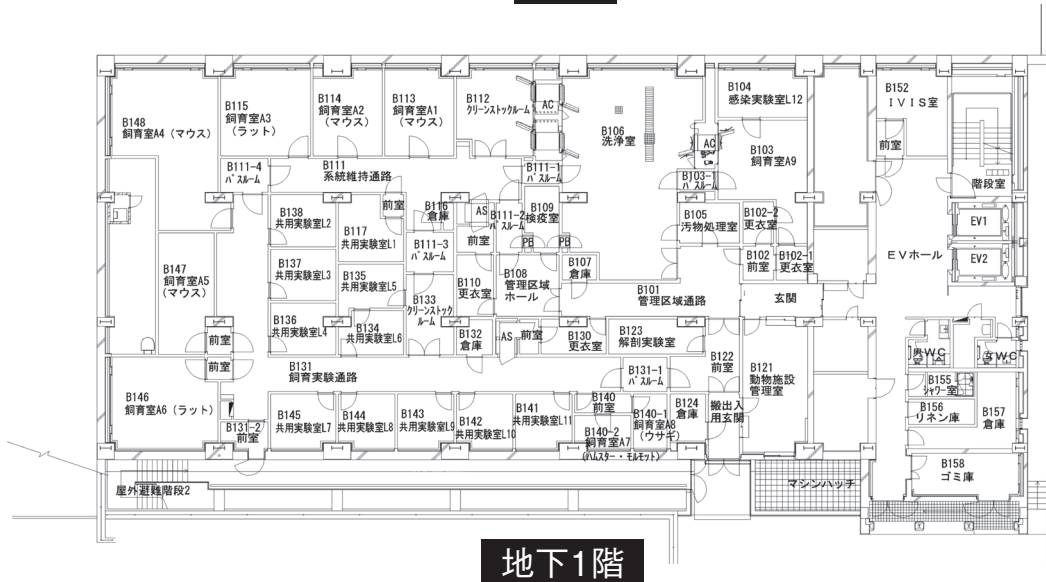 B148
飼育室A4（マウス）
B115
飼育室A3
（ラット）
B114
飼育室A2
（マウス）
B113
飼育室A1
（マウス）
B112
クリーンストックルーム
AC
B106
洗浄室
AC
B104
感染実験室L12
B103
飼育室A9
B152
ＩＶＩＳ室
前室
階段室
B111-4
ﾊﾟｽﾙｰﾑ
B111
系統維持通路
B111-1
ﾊﾟｽﾙｰﾑ
B103-1
ﾊﾟｽﾙｰﾑ
B138
共用実験室L2
B117
共用実験室L1
前室
B116
倉庫
AS
前室
B111-2
ﾊﾟｽﾙｰﾑ
B109
検疫室
PB
PB
B105
汚物処理室
B102-2
更衣室
B102
前室
B102-1
更衣室
EV1
EV2
ＥＶホール
B111-3
ﾊﾟｽﾙｰﾑ
B147
飼育室A5
（マウス）
B137
共用実験室L3
B135
共用実験室L5
B133
クリーンストック
ルーム
B110
更衣室
B108
管理区域
ホール
B107
倉庫
B101
管理区域通路
玄関
B136
共用実験室L4
B134
共用実験室L6
B132
倉庫
AS
前室
B130
更衣室
B123
解剖実験室
B122
前室
B121
動物施設
管理室
男WC
女WC
前室
前室
B131
飼育実験通路
B131-1
ﾊﾟｽﾙｰﾑ
B155
ｼｬﾜｰ室
B156
リネン庫
B157
倉庫
B146
飼育室A6（ラット）
B131-2
前室
B145
共用実験室L7
B144
共用実験室L8
B143
共用実験室L9
B142
共用実験室L10
B141
共用実験室L11
B140
前室
B140-1
飼育室A8
（ウサギ）
B140-2
飼育室A7
（ハムスター・モルモット）
B124
倉庫
搬出入
用玄関
B158
ゴミ庫
マシンハッチ
屋外避難階段2
地下1階